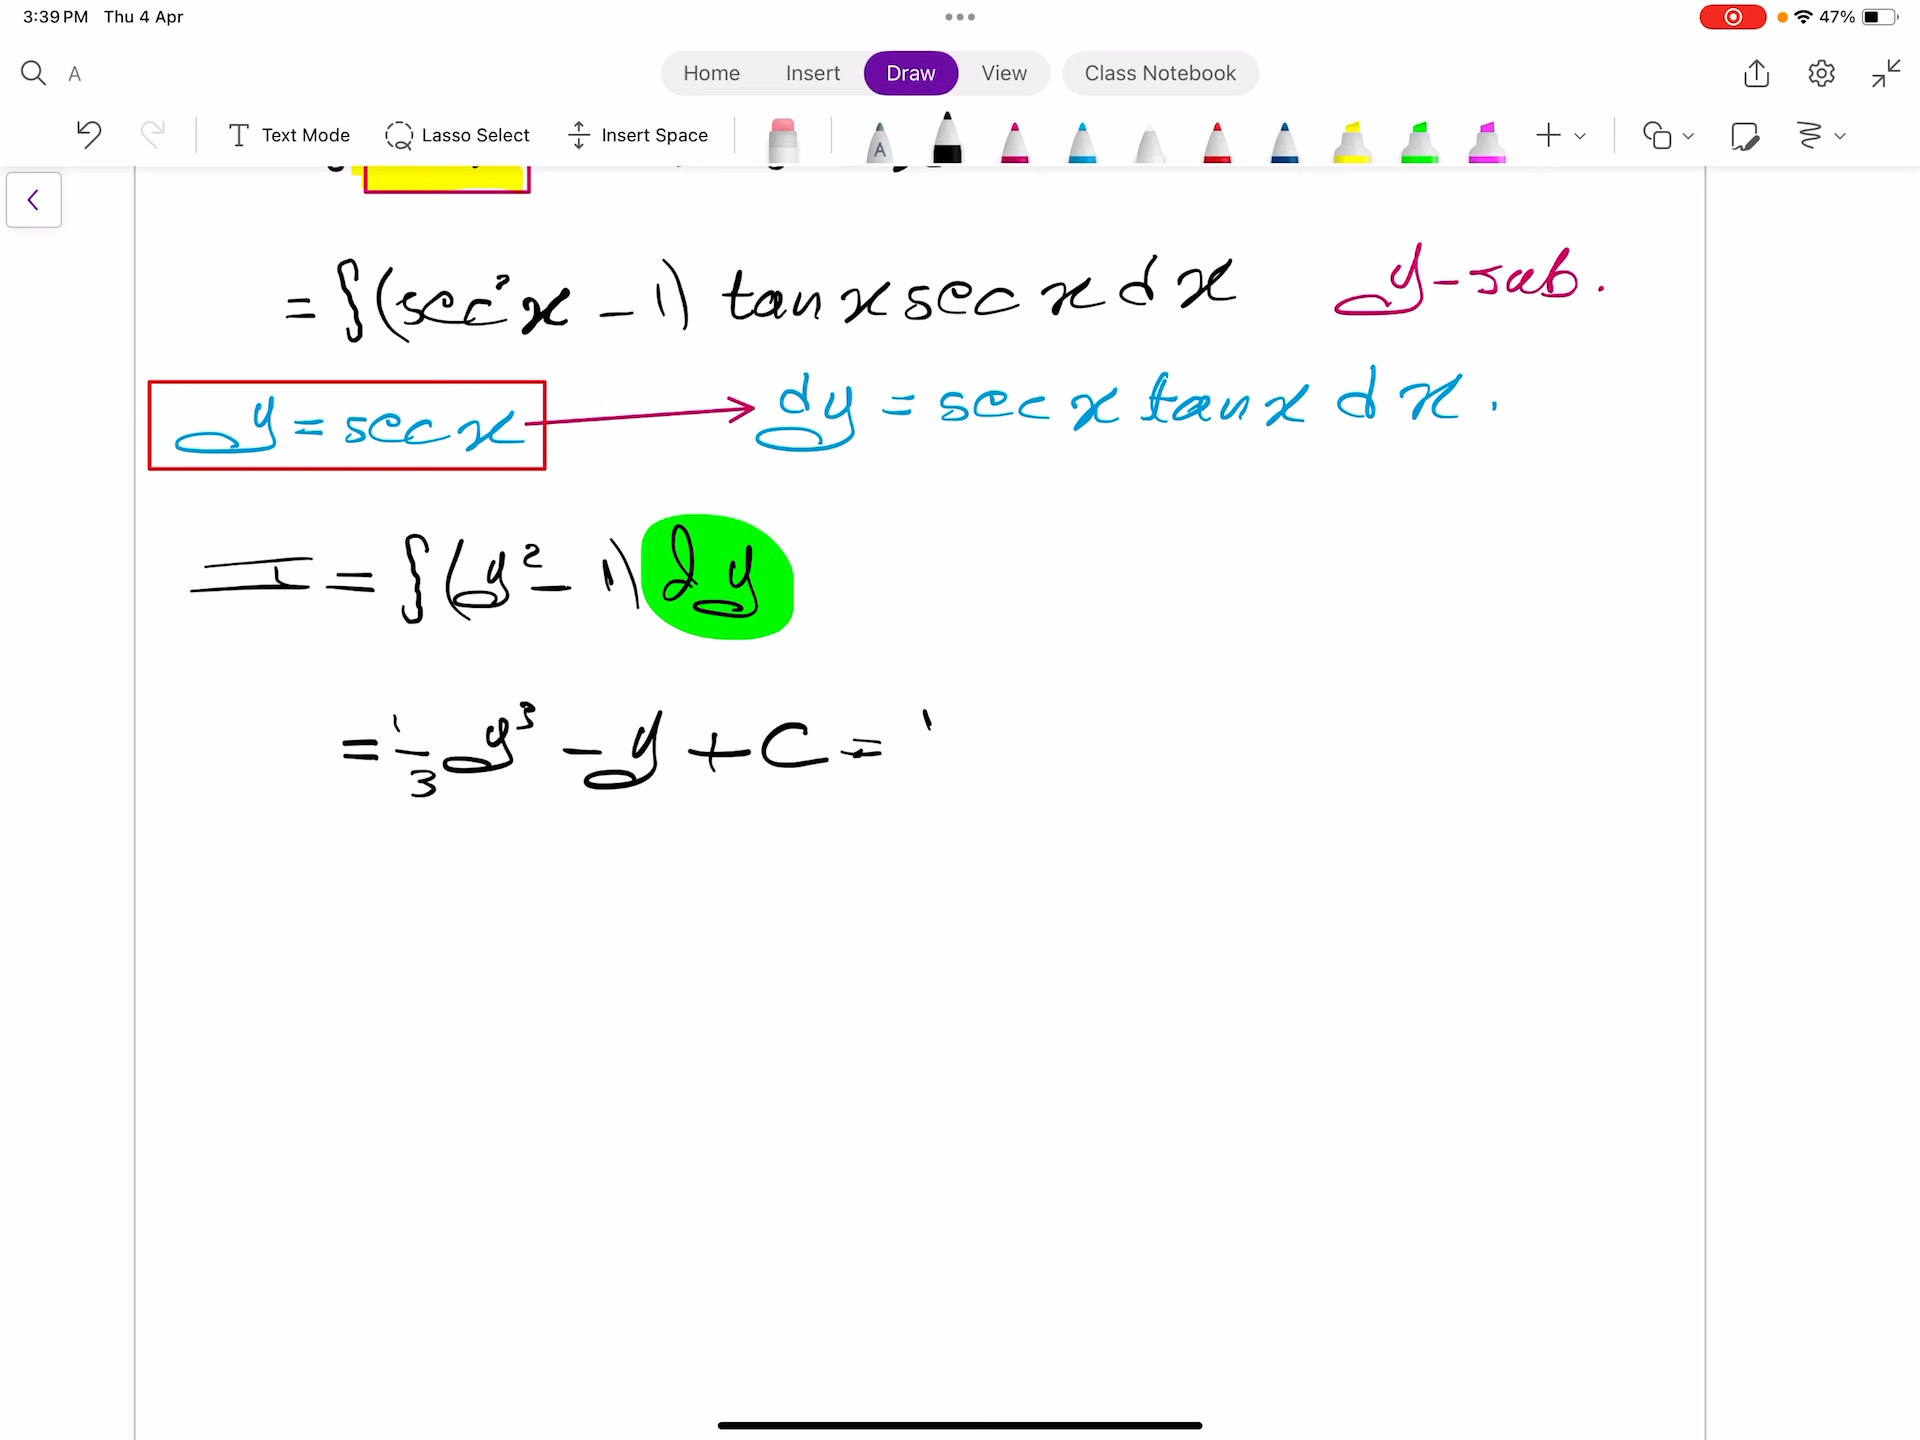 3:39 PM Thu 4 Apr
47%
A
Home Insert Draw View Class Notebook
Text Mode Lasso Select Insert Space
A
= ∫(sec²x − 1) tan x sec x dx y-sub.
y = sec x → dy = sec x tan x dx.
I = ∫(y² − 1) dy
= 1/3 y³ − y + C = 1